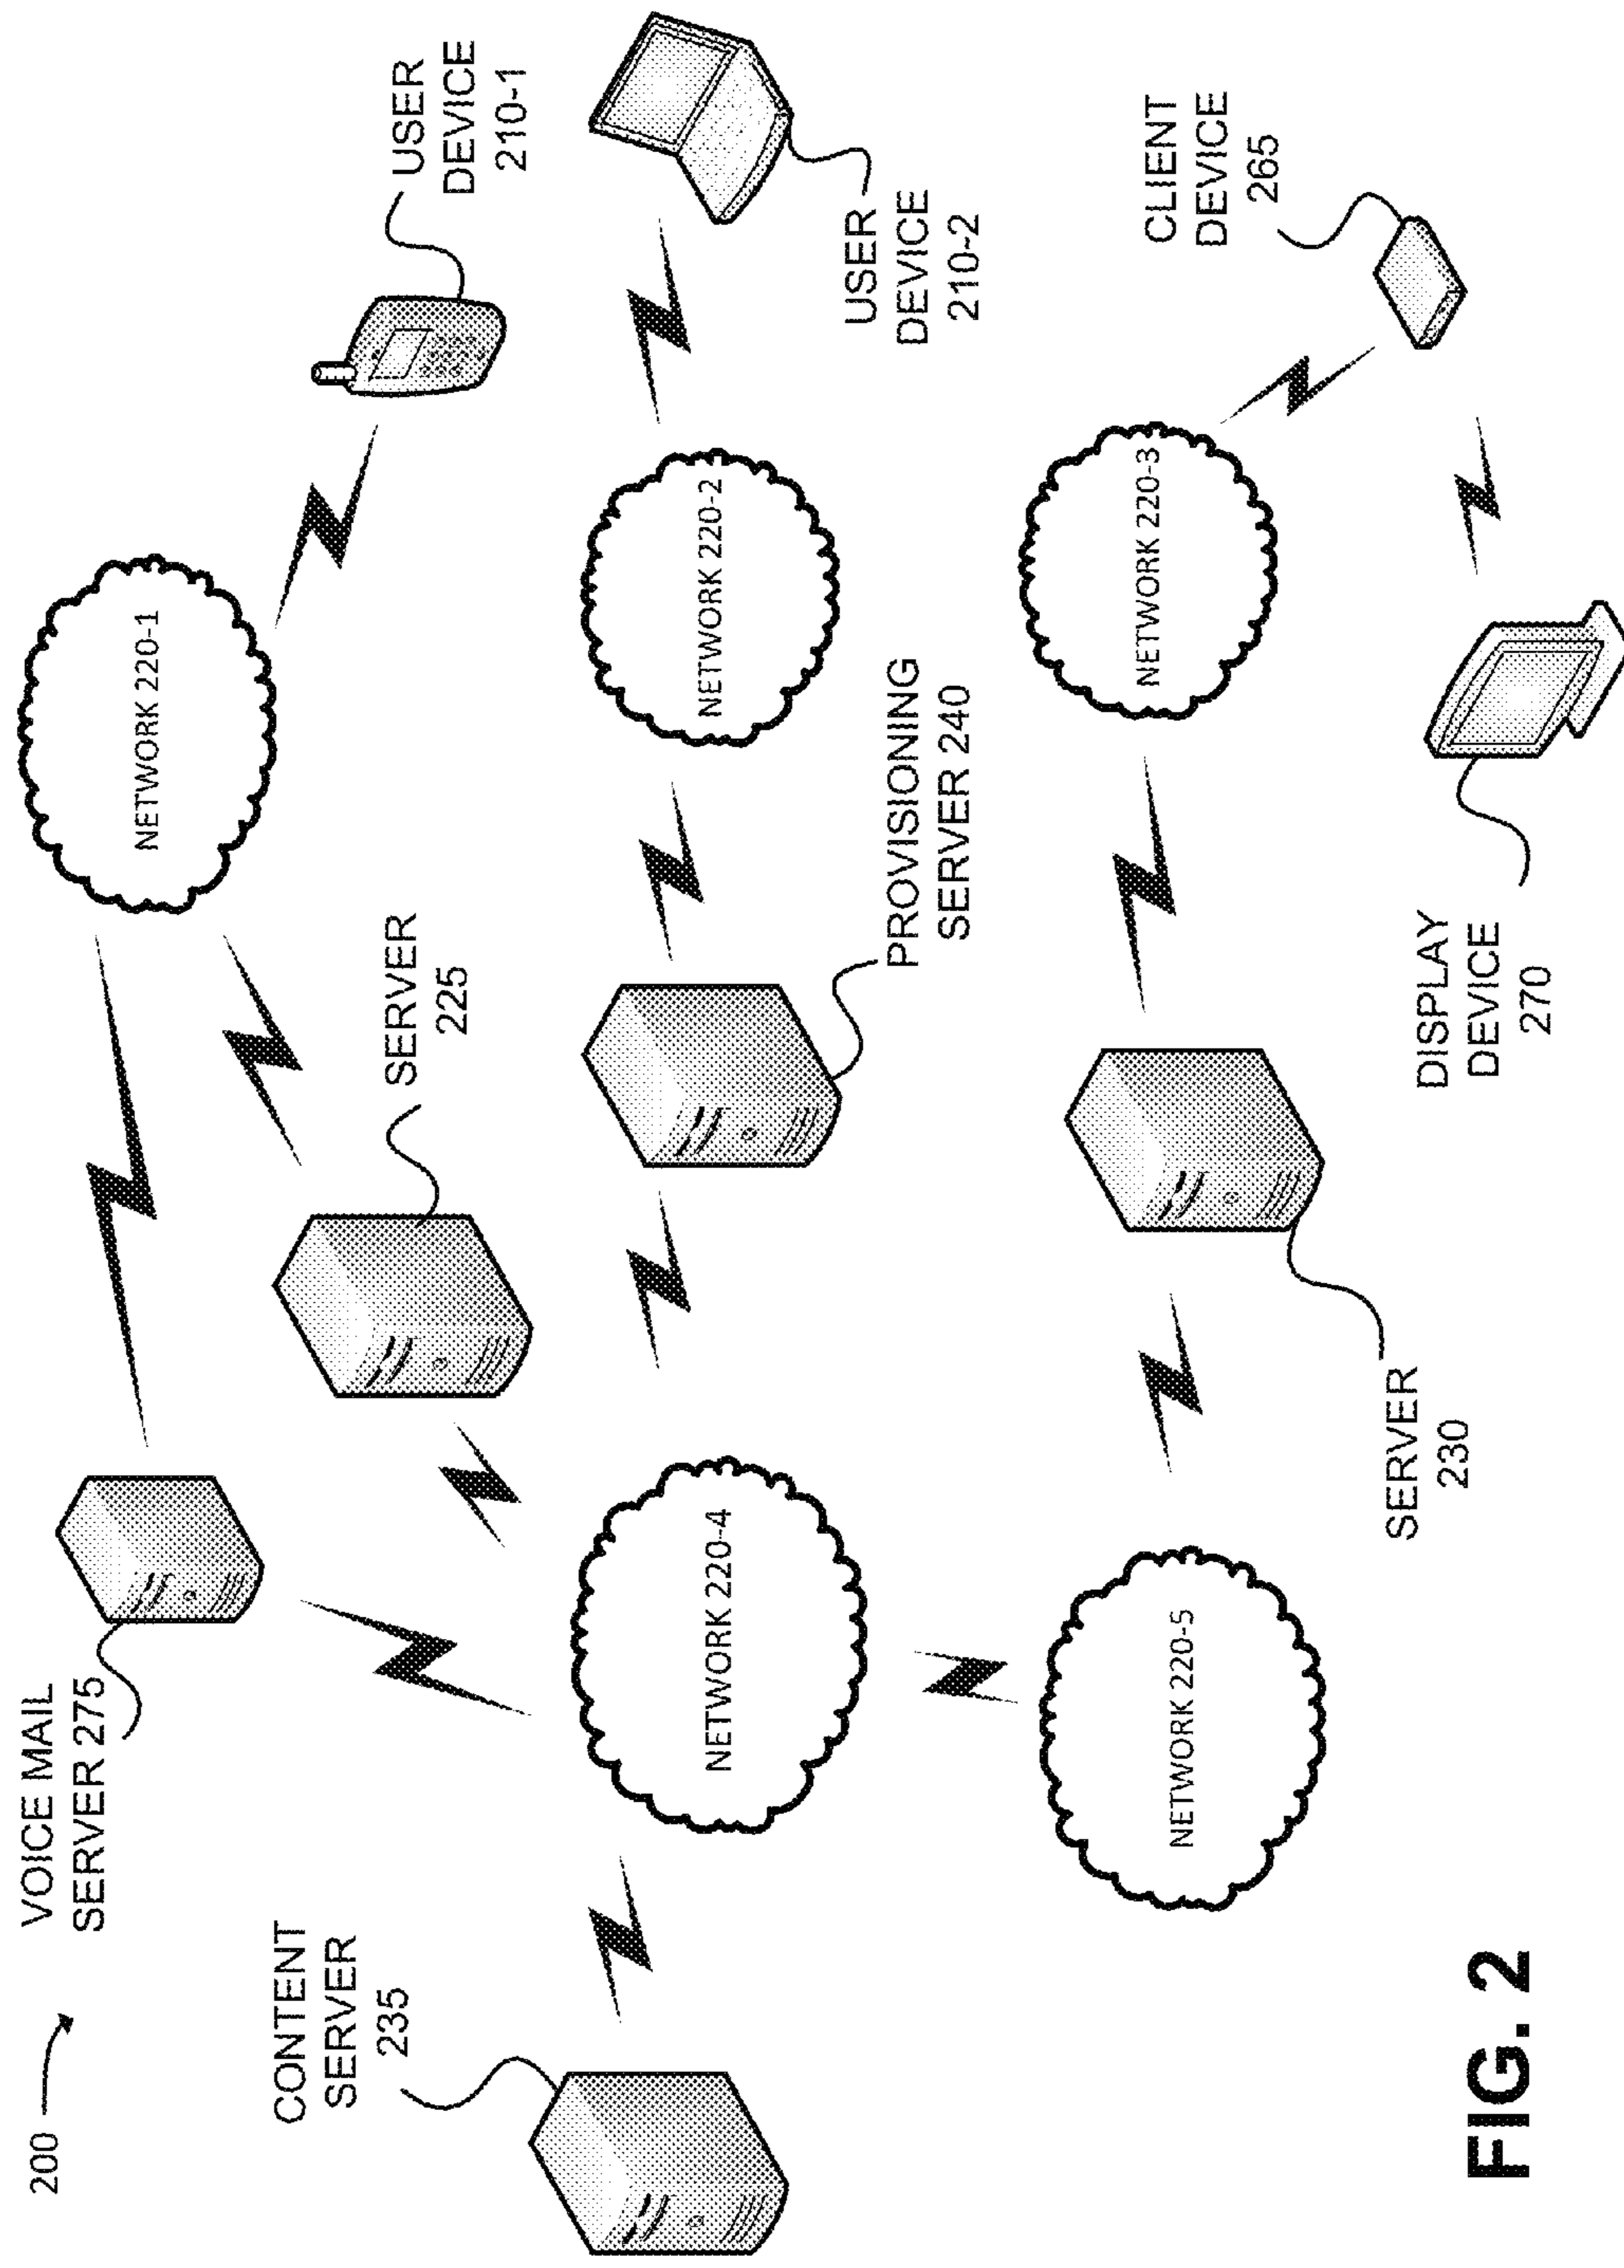 200
VOICE MAIL
SERVER 275
NETWORK 220-1
USER
DEVICE
210-1
CONTENT
SERVER
235
SERVER
225
NETWORK 220-4
NETWORK 220-2
PROVISIONING
SERVER 240
USER
DEVICE
210-2
NETWORK 220-5
NETWORK 220-3
CLIENT
DEVICE
265
SERVER
230
DISPLAY
DEVICE
270
FIG. 2